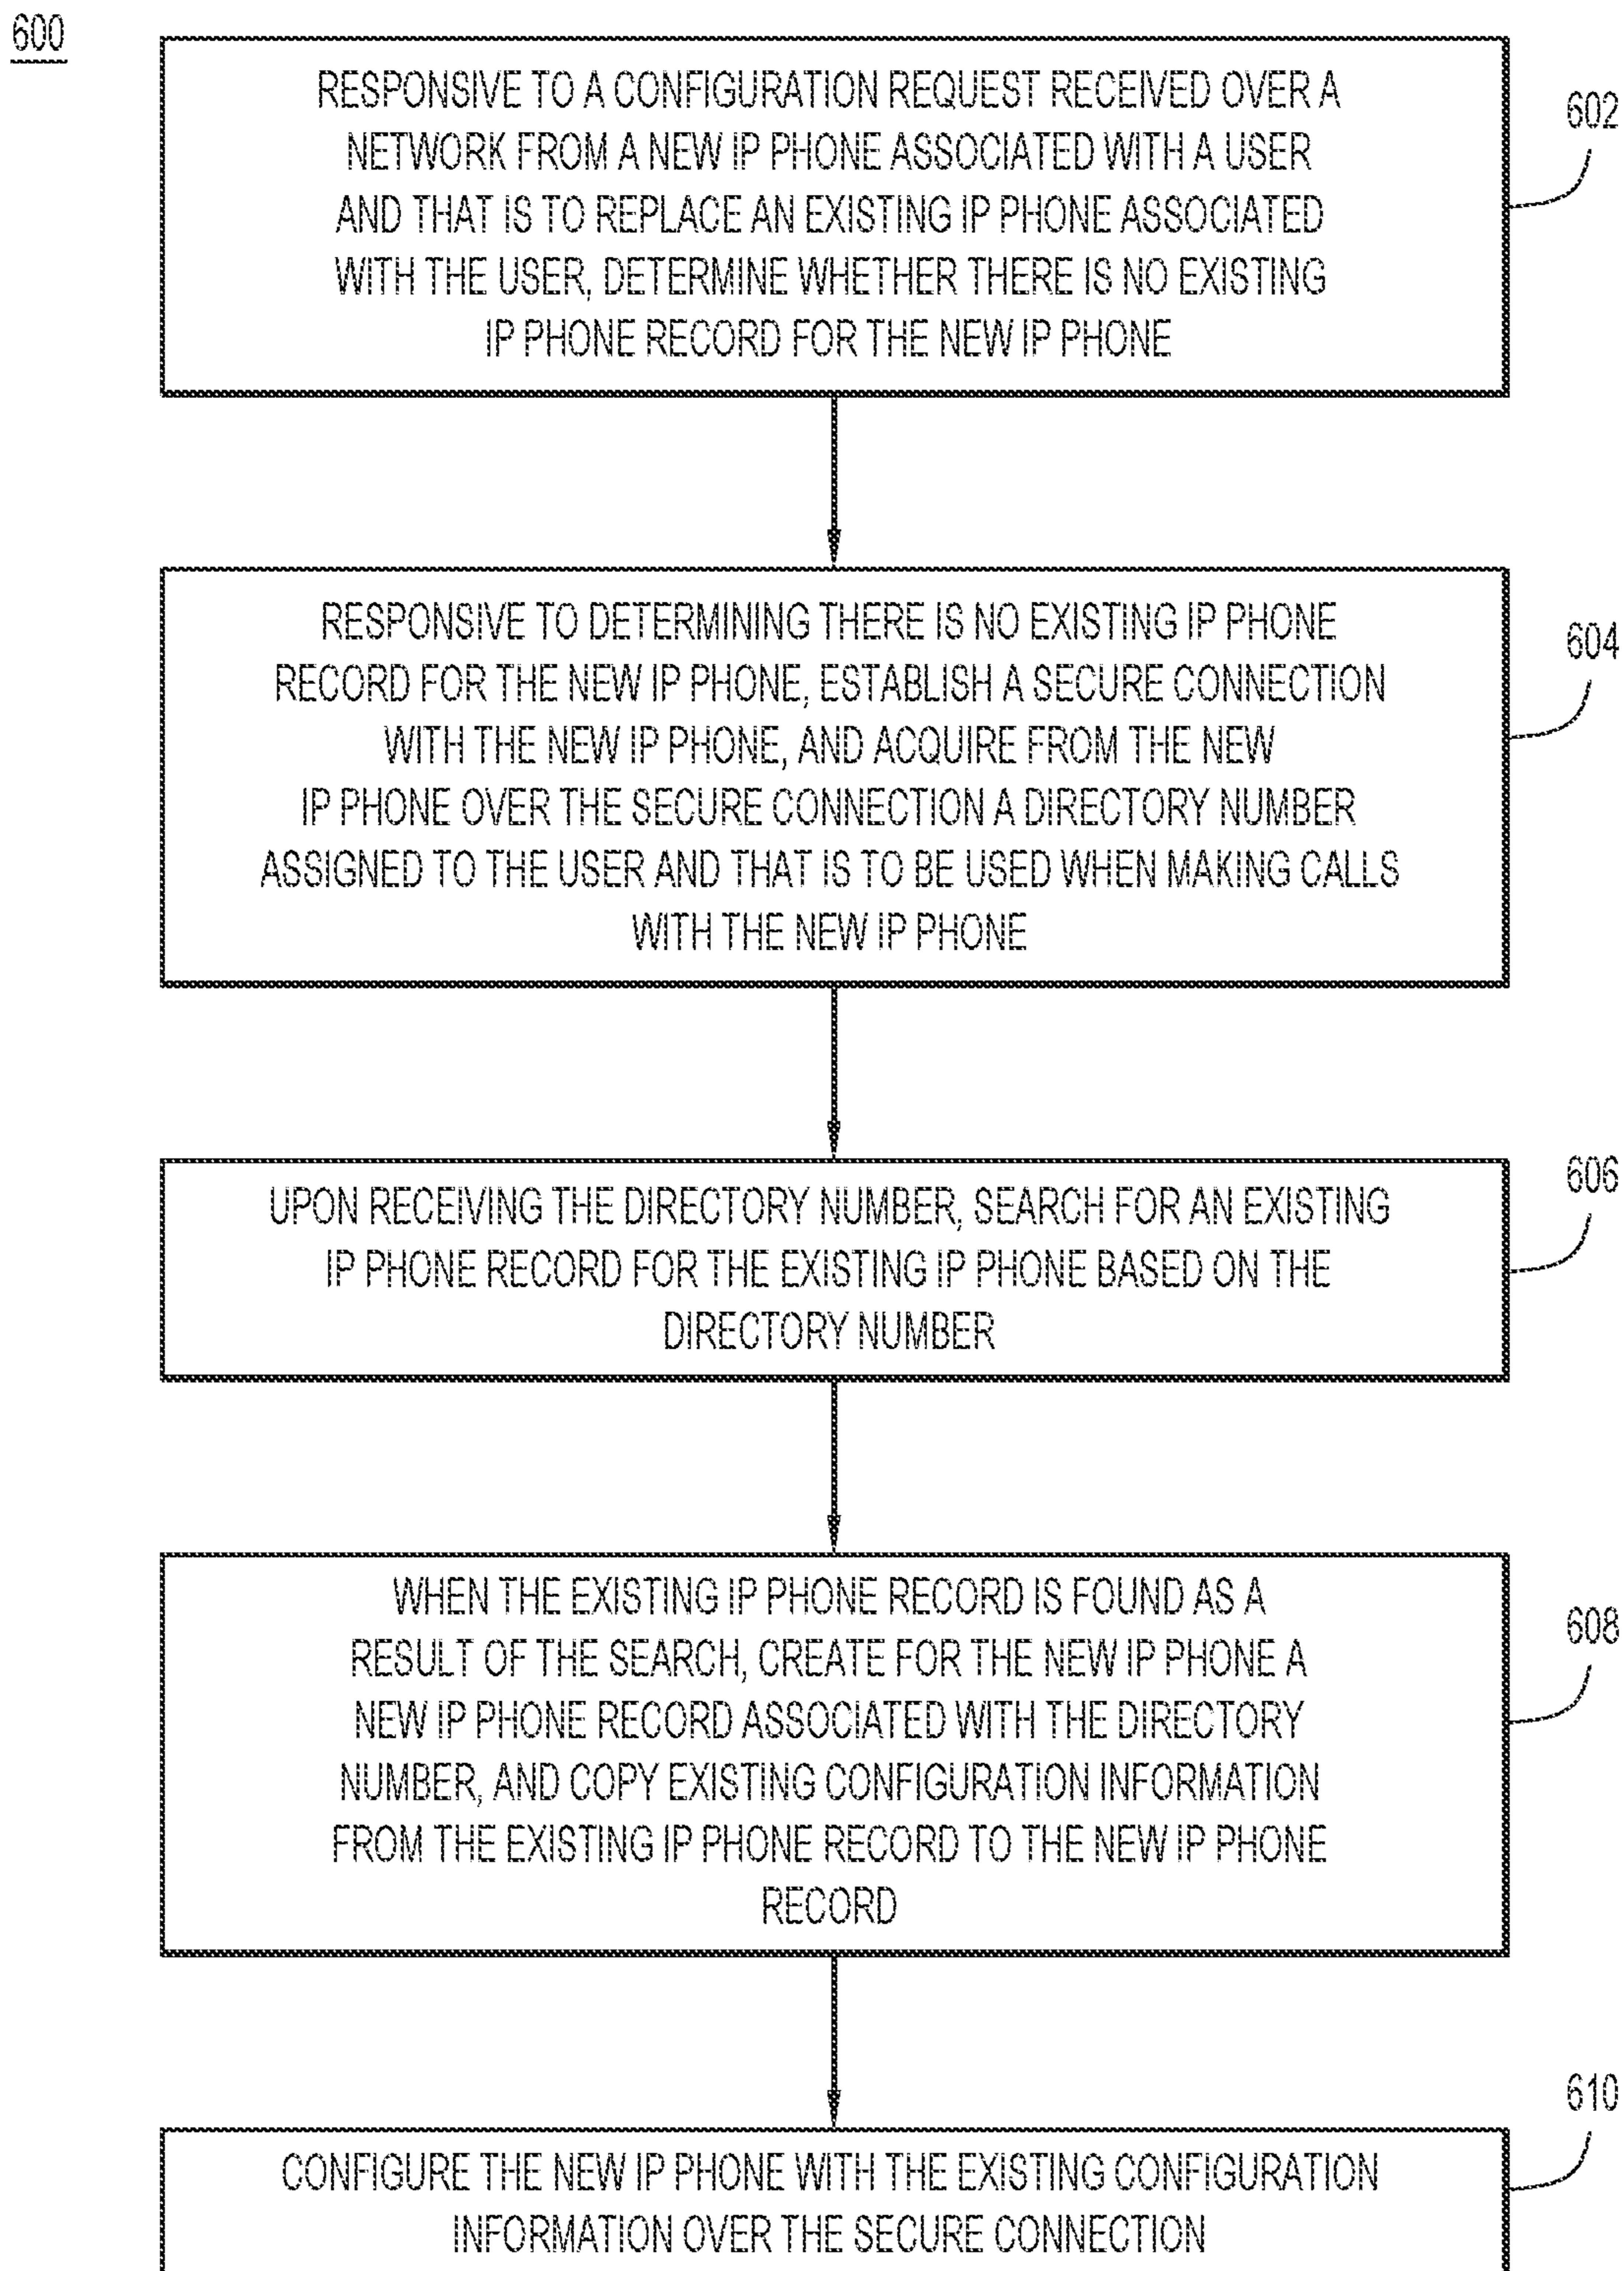 600
RESPONSIVE TO A CONFIGURATION REQUEST RECEIVED OVER A
NETWORK FROM A NEW IP PHONE ASSOCIATED WITH A USER
AND THAT IS TO REPLACE AN EXISTING IP PHONE ASSOCIATED
WITH THE USER, DETERMINE WHETHER THERE IS NO EXISTING
IP PHONE RECORD FOR THE NEW IP PHONE
602
RESPONSIVE TO DETERMINING THERE IS NO EXISTING IP PHONE
RECORD FOR THE NEW IP PHONE, ESTABLISH A SECURE CONNECTION
WITH THE NEW IP PHONE, AND ACQUIRE FROM THE NEW
IP PHONE OVER THE SECURE CONNECTION A DIRECTORY NUMBER
ASSIGNED TO THE USER AND THAT IS TO BE USED WHEN MAKING CALLS
WITH THE NEW IP PHONE
604
UPON RECEIVING THE DIRECTORY NUMBER, SEARCH FOR AN EXISTING
IP PHONE RECORD FOR THE EXISTING IP PHONE BASED ON THE
DIRECTORY NUMBER
606
WHEN THE EXISTING IP PHONE RECORD IS FOUND AS A
RESULT OF THE SEARCH, CREATE FOR THE NEW IP PHONE A
NEW IP PHONE RECORD ASSOCIATED WITH THE DIRECTORY
NUMBER, AND COPY EXISTING CONFIGURATION INFORMATION
FROM THE EXISTING IP PHONE RECORD TO THE NEW IP PHONE
RECORD
608
CONFIGURE THE NEW IP PHONE WITH THE EXISTING CONFIGURATION
INFORMATION OVER THE SECURE CONNECTION
610